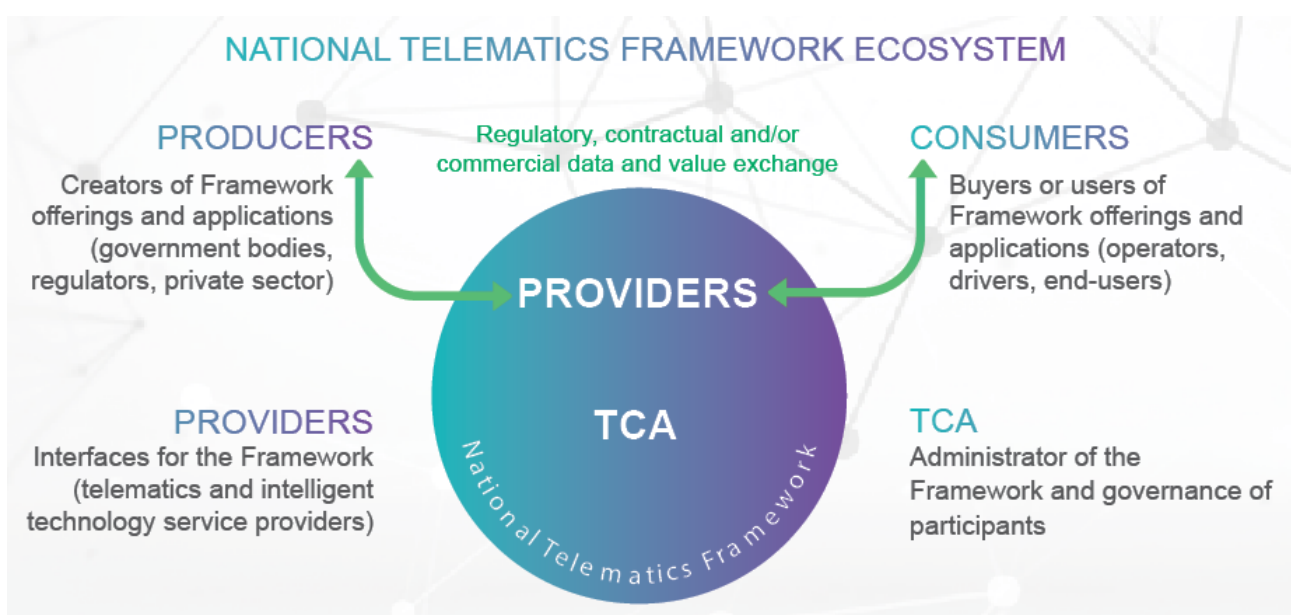 NATIONAL TELEMATICS FRAMEWORK ECOSYSTEM
PRODUCERS
Creators of Framework
offerings and applications
(government bodies,
regulators, private sector)
Regulatory, contractual and/or
commercial data and value exchange
CONSUMERS
Buyers or users of
Framework offerings and
applications (operators,
drivers, end-users)
PROVIDERS
TCA
National Telematics Framework
PROVIDERS
Interfaces for the Framework
(telematics and intelligent
technology service providers)
TCA
Administrator of the
Framework and governance of
participants